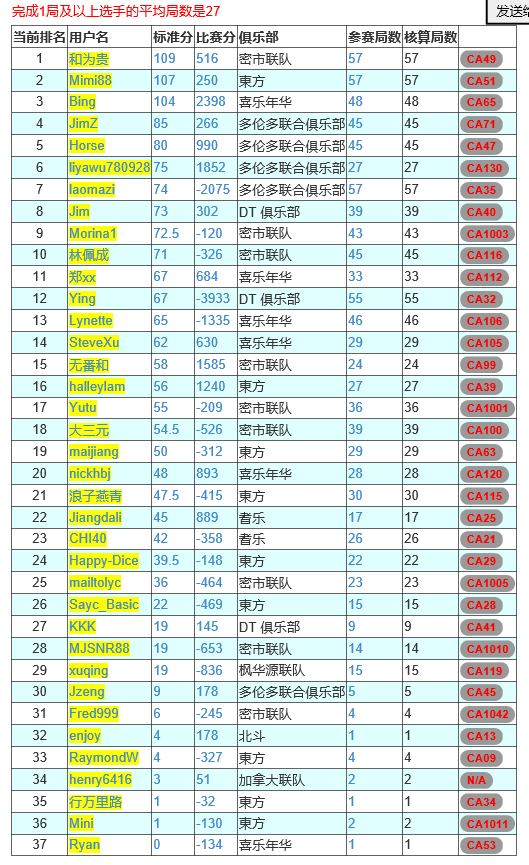 完成1局及以上选手的平均局数是27
发送给
当前排名 用户名 标准分 比赛分 俱乐部 参赛局数 核算局数
1 和为贵 109 516 密市联队 57 57 CA49
2 Mimi88 107 250 東方 57 57 CA51
3 Bing 104 2398 喜乐年华 48 48 CA65
4 JimZ 85 266 多伦多联合俱乐部 45 45 CA71
5 Horse 80 990 多伦多联合俱乐部 45 45 CA47
6 liyawu780928 75 1852 多伦多联合俱乐部 27 27 CA130
7 laomazi 74 -2075 多伦多联合俱乐部 57 57 CA35
8 Jim 73 302 DT 俱乐部 39 39 CA40
9 Morina1 72.5 -120 密市联队 43 43 CA1003
10 林佩成 71 -326 密市联队 45 45 CA116
11 郑xx 67 684 喜乐年华 33 33 CA112
12 Ying 67 -3933 DT 俱乐部 55 55 CA32
13 Lynette 65 -1335 喜乐年华 46 46 CA106
14 SteveXu 62 630 喜乐年华 29 29 CA105
15 无番和 58 1585 密市联队 24 24 CA99
16 halleylam 56 1240 東方 27 27 CA39
17 Yutu 55 -209 密市联队 36 36 CA1001
18 大三元 54.5 -526 密市联队 39 39 CA100
19 maijiang 50 -312 東方 29 29 CA63
20 nickhbj 48 893 喜乐年华 28 28 CA120
21 浪子燕青 47.5 -415 東方 30 30 CA115
22 Jiangdali 45 889 耆乐 17 17 CA25
23 CHI40 42 -358 耆乐 26 26 CA21
24 Happy-Dice 39.5 -148 東方 22 22 CA29
25 mailtolyc 36 -464 密市联队 23 23 CA1005
26 Sayc_Basic 22 -469 東方 15 15 CA28
27 KKK 19 145 DT 俱乐部 9 9 CA41
28 MJSNR88 19 -653 密市联队 14 14 CA1010
29 xuqing 19 -836 枫华源联队 15 15 CA119
30 Jzeng 9 178 多伦多联合俱乐部 5 5 CA45
31 Fred999 6 -245 密市联队 4 4 CA1042
32 enjoy 4 178 北斗 1 1 CA13
33 RaymondW 4 -327 東方 4 4 CA09
34 henry6416 3 51 加拿大联队 2 2 N/A
35 行万里路 1 -32 東方 1 1 CA34
36 Mini 1 -130 東方 2 2 CA1011
37 Ryan 0 -134 喜乐年华 1 1 CA53